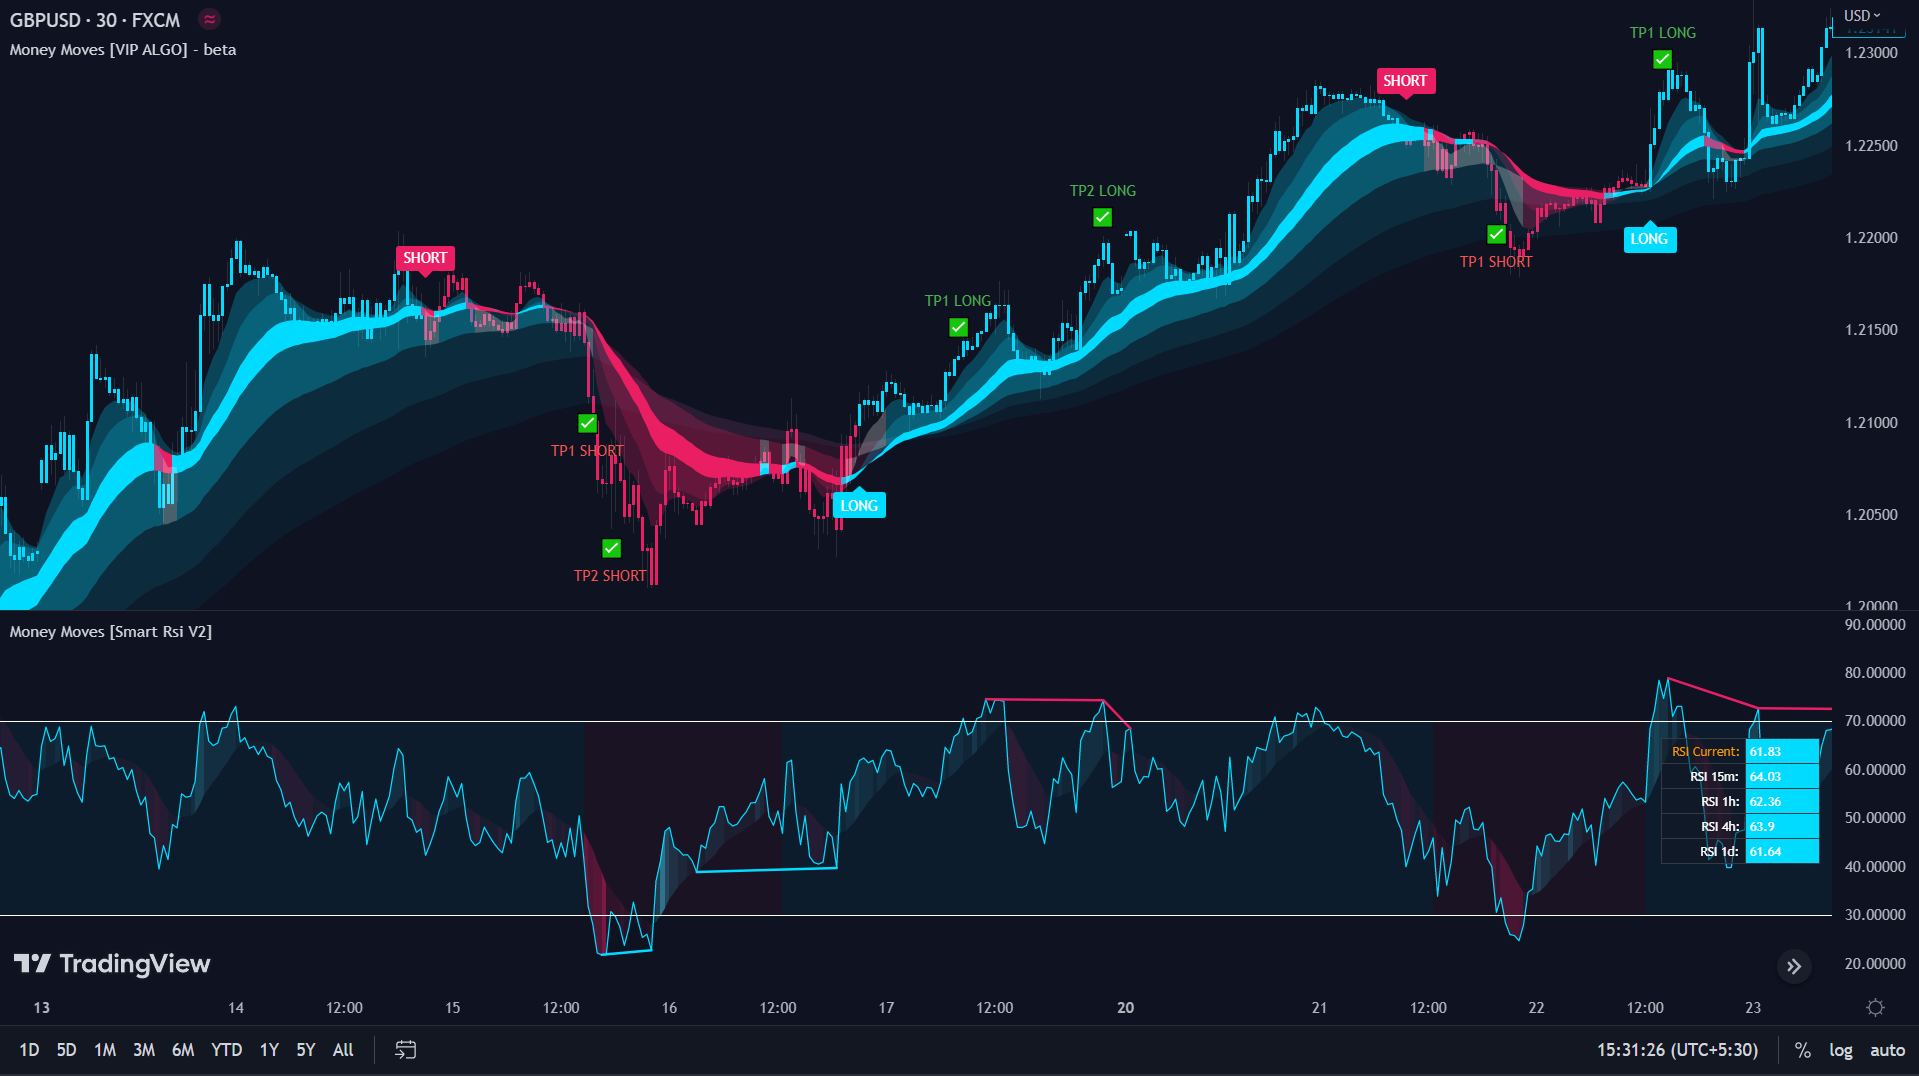 GBPUSD · 30 · FXCM ≈
USD
Money Moves [VIP ALGO] - beta
TP1 LONG
1.23000
SHORT
1.22500
TP2 LONG
1.22000
LONG
SHORT
TP1 SHORT
TP1 LONG
1.21500
1.21000
TP1 SHORT
LONG
1.20500
TP2 SHORT
1.20000
Money Moves [Smart Rsi V2]
90.00000
80.00000
70.00000
RSI Current: 61.83
60.00000
RSI 15m: 64.03
RSI 1h: 62.36
50.00000
RSI 4h: 63.9
RSI 1d: 61.64
40.00000
30.00000
TradingView
20.00000
13 14 12:00 15 12:00 16 12:00 17 12:00 20 21 12:00 22 12:00 23
1D 5D 1M 3M 6M YTD 1Y 5Y All 15:31:26 (UTC+5:30) % log auto